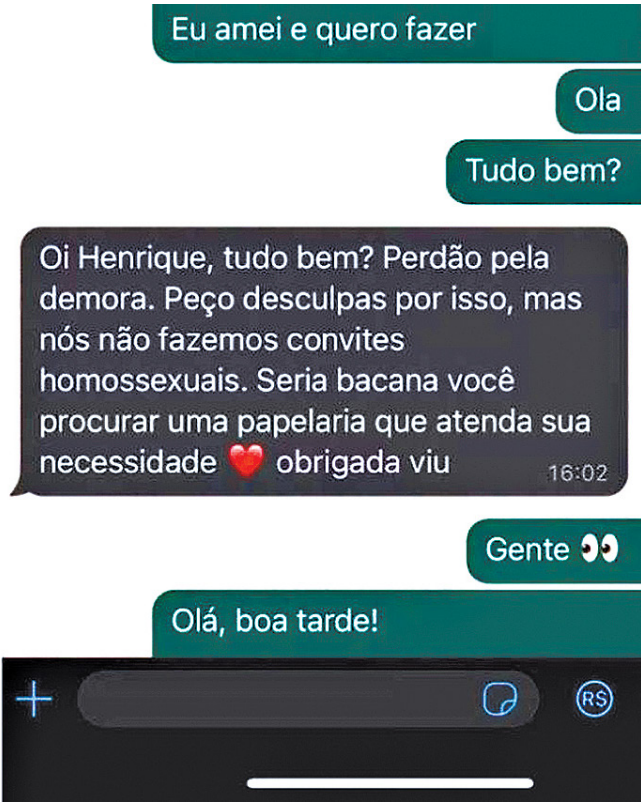 Eu amei e quero fazer
Ola
Tudo bem?
Oi Henrique, tudo bem? Perdão pela
demora. Peço desculpas por isso, mas
nós não fazemos convites
homossexuais. Seria bacana você
procurar uma papelaria que atenda sua
necessidade ❤️ obrigada viu
16:02
Gente 👀
Olá, boa tarde!
R$